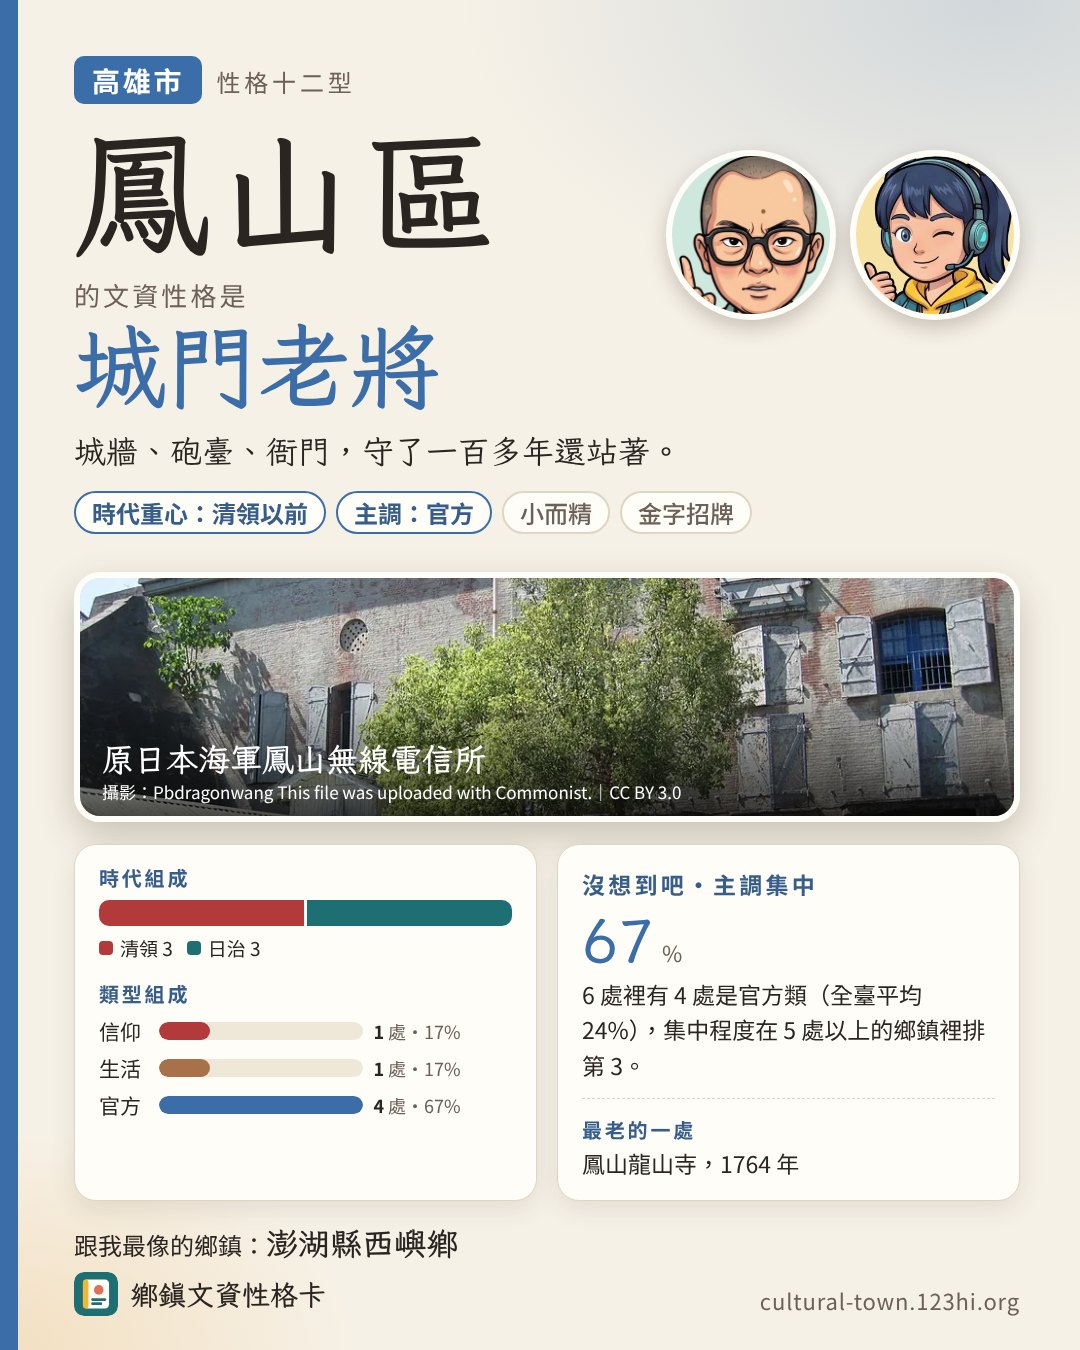 高雄市 性格十二型
鳳山區
的文資性格是
城門老將
城牆、砲臺、衙門，守了一百多年還站著。
時代重心：清領以前 主調：官方 小而精 金字招牌
原日本海軍鳳山無線電信所
攝影：Pbdragonwang This file was uploaded with Commonist.｜CC BY 3.0
時代組成
清領 3 日治 3
類型組成
信仰 1 處・17%
生活 1 處・17%
官方 4 處・67%
沒想到吧・主調集中
67 %
6 處裡有 4 處是官方類（全臺平均
24%），集中程度在 5 處以上的鄉鎮裡排
第 3。
最老的一處
鳳山龍山寺，1764 年
跟我最像的鄉鎮：澎湖縣西嶼鄉
鄉鎮文資性格卡
cultural-town.123hi.org